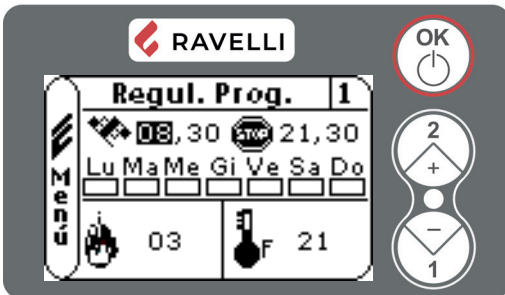 RAVELLI
OK
Regul. Prog. 1
08,30 STOP 21,30
Lu Ma Me Gi Ve Sa Do
Menú
03 F 21
2
+
−
1